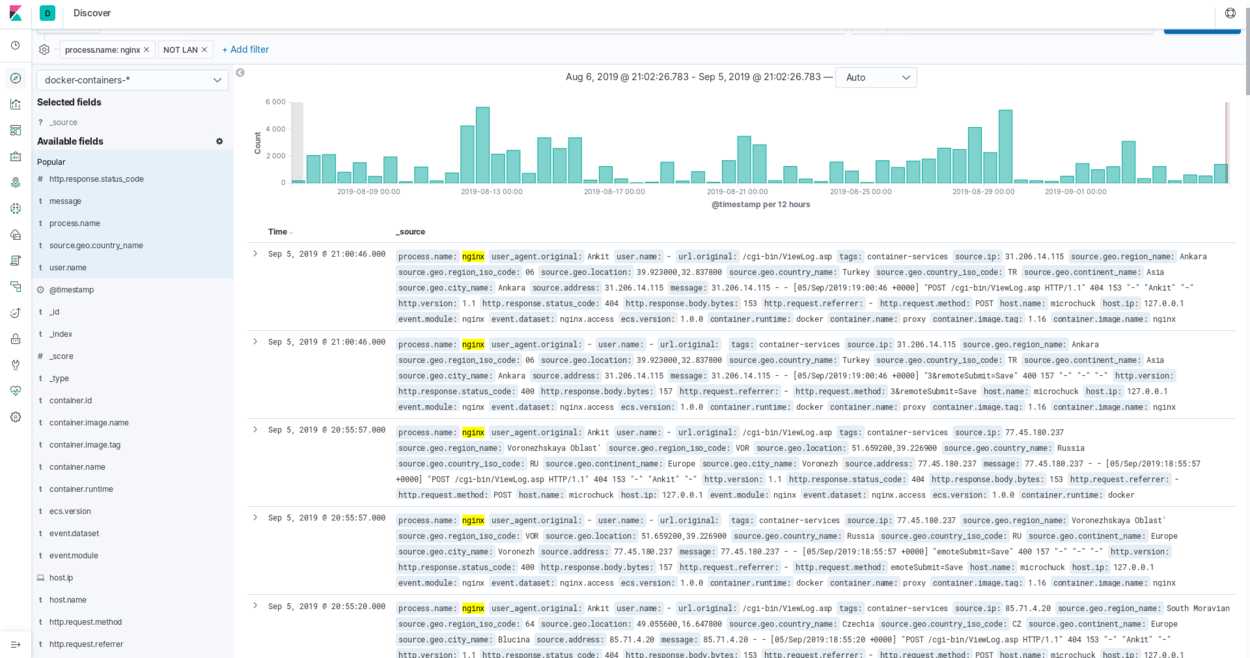 D Discover
process.name: nginx × NOT LAN × + Add filter
docker-containers-*
Selected fields
? _source
Available fields
Popular
# http.response.status_code
t message
t process.name
t source.geo.country_name
t user.name
@timestamp
t _id
t _index
# _score
t _type
t container.id
t container.image.name
t container.image.tag
t container.name
t container.runtime
t ecs.version
t event.dataset
t event.module
host.ip
t host.name
t http.request.method
t http.request.referrer
Aug 6, 2019 @ 21:02:26.783 - Sep 5, 2019 @ 21:02:26.783 — Auto
Count
6 000
4 000
2 000
0
2019-08-09 00:00 2019-08-13 00:00 2019-08-17 00:00 2019-08-21 00:00 2019-08-25 00:00 2019-08-29 00:00 2019-09-01 00:00
@timestamp per 12 hours
Time _source
Sep 5, 2019 @ 21:00:46.000 process.name: nginx user_agent.original: Ankit user.name: - url.original: /cgi-bin/ViewLog.asp tags: container-services source.ip: 31.206.14.115 source.geo.region_name: Ankara
source.geo.region_iso_code: 06 source.geo.location: 39.923000,32.837800 source.geo.country_name: Turkey source.geo.country_iso_code: TR source.geo.continent_name: Asia
source.geo.city_name: Ankara source.address: 31.206.14.115 message: 31.206.14.115 - - [05/Sep/2019:19:00:46 +0000] "POST /cgi-bin/ViewLog.asp HTTP/1.1" 404 153 "-" "Ankit" "-"
http.version: 1.1 http.response.status_code: 404 http.response.body.bytes: 153 http.request.referrer: - http.request.method: POST host.name: microchuck host.ip: 127.0.0.1
event.module: nginx event.dataset: nginx.access ecs.version: 1.0.0 container.runtime: docker container.name: proxy container.image.tag: 1.16 container.image.name: nginx
Sep 5, 2019 @ 21:00:46.000 process.name: nginx user_agent.original: - user.name: - url.original: tags: container-services source.ip: 31.206.14.115 source.geo.region_name: Ankara
source.geo.region_iso_code: 06 source.geo.location: 39.923000,32.837800 source.geo.country_name: Turkey source.geo.country_iso_code: TR source.geo.continent_name: Asia
source.geo.city_name: Ankara source.address: 31.206.14.115 message: 31.206.14.115 - - [05/Sep/2019:19:00:46 +0000] "3&remoteSubmit=Save" 400 157 "-" "-" "-" http.version:
http.response.status_code: 400 http.response.body.bytes: 157 http.request.referrer: - http.request.method: 3&remoteSubmit=Save host.name: microchuck host.ip: 127.0.0.1
event.module: nginx event.dataset: nginx.access ecs.version: 1.0.0 container.runtime: docker container.name: proxy container.image.tag: 1.16 container.image.name: nginx
Sep 5, 2019 @ 20:55:57.000 process.name: nginx user_agent.original: Ankit user.name: - url.original: /cgi-bin/ViewLog.asp tags: container-services source.ip: 77.45.180.237
source.geo.region_name: Voronezhskaya Oblast' source.geo.region_iso_code: VOR source.geo.location: 51.659200,39.226900 source.geo.country_name: Russia
source.geo.country_iso_code: RU source.geo.continent_name: Europe source.geo.city_name: Voronezh source.address: 77.45.180.237 message: 77.45.180.237 - - [05/Sep/2019:18:55:57
+0000] "POST /cgi-bin/ViewLog.asp HTTP/1.1" 404 153 "-" "Ankit" "-" http.version: 1.1 http.response.status_code: 404 http.response.body.bytes: 153 http.request.referrer: -
http.request.method: POST host.name: microchuck host.ip: 127.0.0.1 event.module: nginx event.dataset: nginx.access ecs.version: 1.0.0 container.runtime: docker
Sep 5, 2019 @ 20:55:57.000 process.name: nginx user_agent.original: - user.name: - url.original: tags: container-services source.ip: 77.45.180.237 source.geo.region_name: Voronezhskaya Oblast'
source.geo.region_iso_code: VOR source.geo.location: 51.659200,39.226900 source.geo.country_name: Russia source.geo.country_iso_code: RU source.geo.continent_name: Europe
source.geo.city_name: Voronezh source.address: 77.45.180.237 message: 77.45.180.237 - - [05/Sep/2019:18:55:57 +0000] "emoteSubmit=Save" 400 157 "-" "-" "-" http.version:
http.response.status_code: 400 http.response.body.bytes: 157 http.request.referrer: - http.request.method: emoteSubmit=Save host.name: microchuck host.ip: 127.0.0.1
event.module: nginx event.dataset: nginx.access ecs.version: 1.0.0 container.runtime: docker container.name: proxy container.image.tag: 1.16 container.image.name: nginx
Sep 5, 2019 @ 20:55:20.000 process.name: nginx user_agent.original: Ankit user.name: - url.original: /cgi-bin/ViewLog.asp tags: container-services source.ip: 85.71.4.20 source.geo.region_name: South Moravian
source.geo.region_iso_code: 64 source.geo.location: 49.055600,16.647800 source.geo.country_name: Czechia source.geo.country_iso_code: CZ source.geo.continent_name: Europe
source.geo.city_name: Blucina source.address: 85.71.4.20 message: 85.71.4.20 - - [05/Sep/2019:18:55:20 +0000] "POST /cgi-bin/ViewLog.asp HTTP/1.1" 404 153 "-" "Ankit" "-"
http.version: 1.1 http.response.status_code: 404 http.response.body.bytes: 153 http.request.referrer: - http.request.method: POST host.name: microchuck host.ip: 127.0.0.1